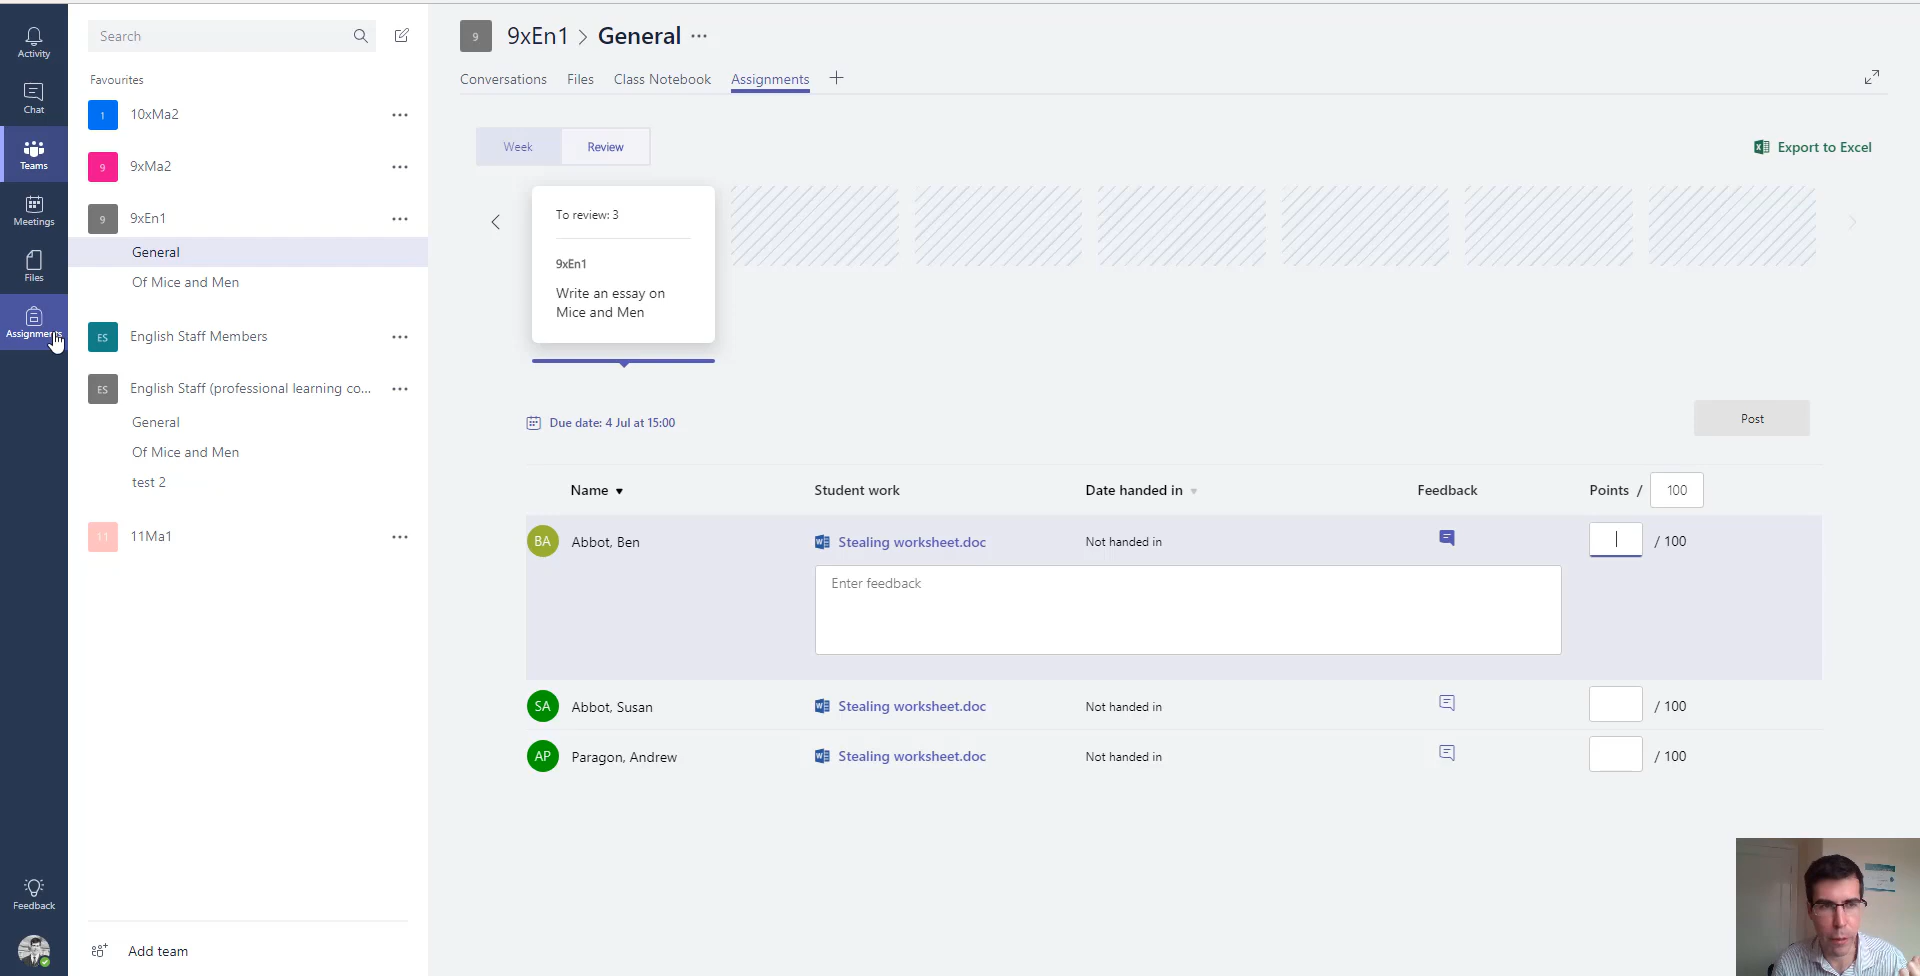 Activity
Chat
Teams
Meetings
Files
Assignments
Feedback
Search
Favourites
1 10xMa2
9 9xMa2
9 9xEn1
General
Of Mice and Men
ES English Staff Members
ES English Staff (professional learning co...
General
Of Mice and Men
test 2
11 11Ma1
Add team
9 9xEn1 > General ...
Conversations Files Class Notebook Assignments +
Week Review
Export to Excel
To review: 3
9xEn1
Write an essay on
Mice and Men
Due date: 4 Jul at 15:00
Post
Name Student work Date handed in Feedback Points / 100
BA Abbot, Ben Stealing worksheet.doc Not handed in / 100
Enter feedback
SA Abbot, Susan Stealing worksheet.doc Not handed in / 100
AP Paragon, Andrew Stealing worksheet.doc Not handed in / 100